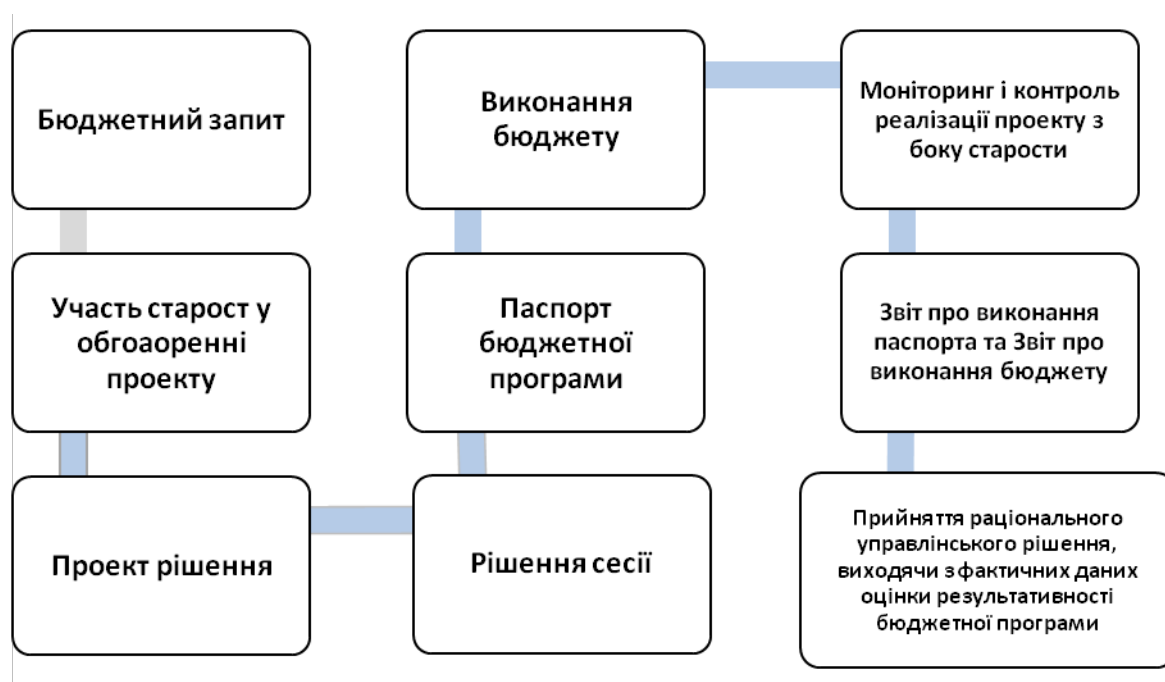 Бюджетний запит
Участь старост у
обгоаоренні
проекту
Проект рішення
Рішення сесії
Паспорт
бюджетної
програми
Виконання
бюджету
Моніторинг і контроль
реалізації проекту з
боку старости
Звіт про виконання
паспорта та Звіт про
виконання бюджету
Прийняття раціонального
управлінського рішення,
виходячи з фактичних даних
оцінки результативності
бюджетної програми